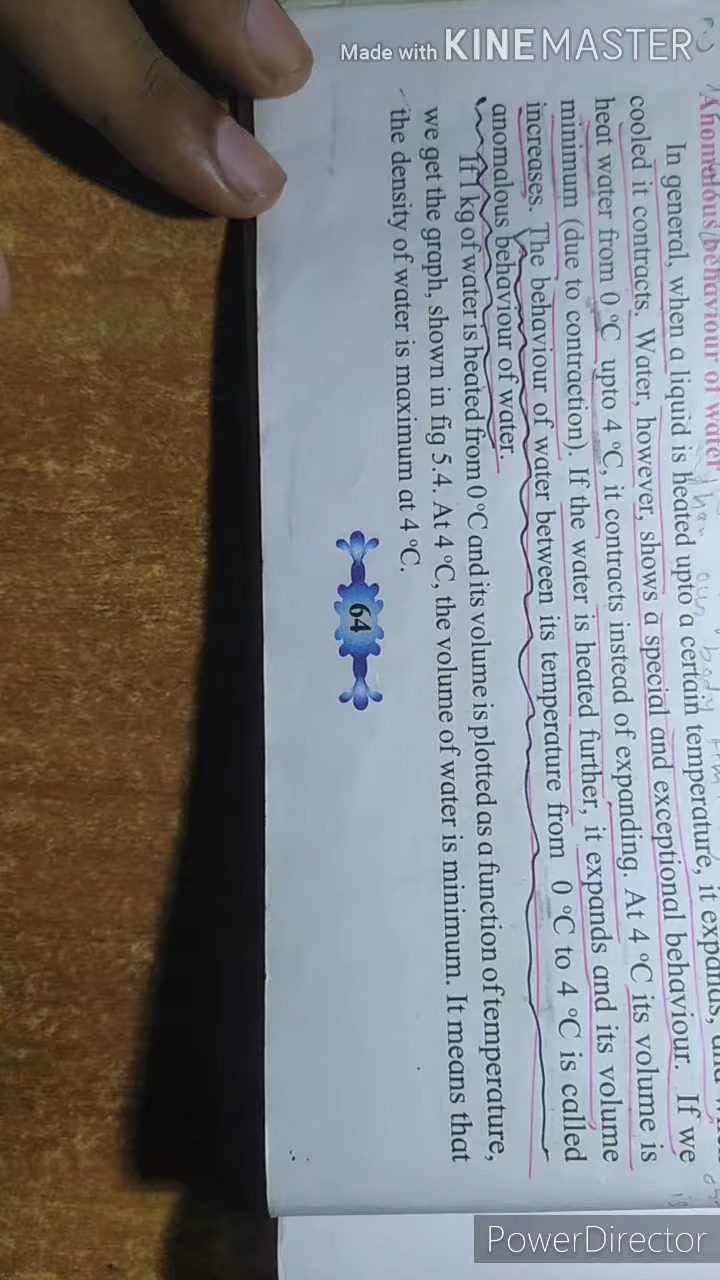 Made with KINEMASTER
Anomalous behaviour of water
In general, when a liquid is heated upto a certain temperature, it expands,
cooled it contracts. Water, however, shows a special and exceptional behaviour. If we
heat water from 0 °C upto 4 °C, it contracts instead of expanding. At 4 °C its volume is
minimum (due to contraction). If the water is heated further, it expands and its volume
increases. The behaviour of water between its temperature from 0 °C to 4 °C is called
anomalous behaviour of water.
If 1 kg of water is heated from 0 °C and its volume is plotted as a function of temperature,
we get the graph, shown in fig 5.4. At 4 °C, the volume of water is minimum. It means that
the density of water is maximum at 4 °C.
64
PowerDirector